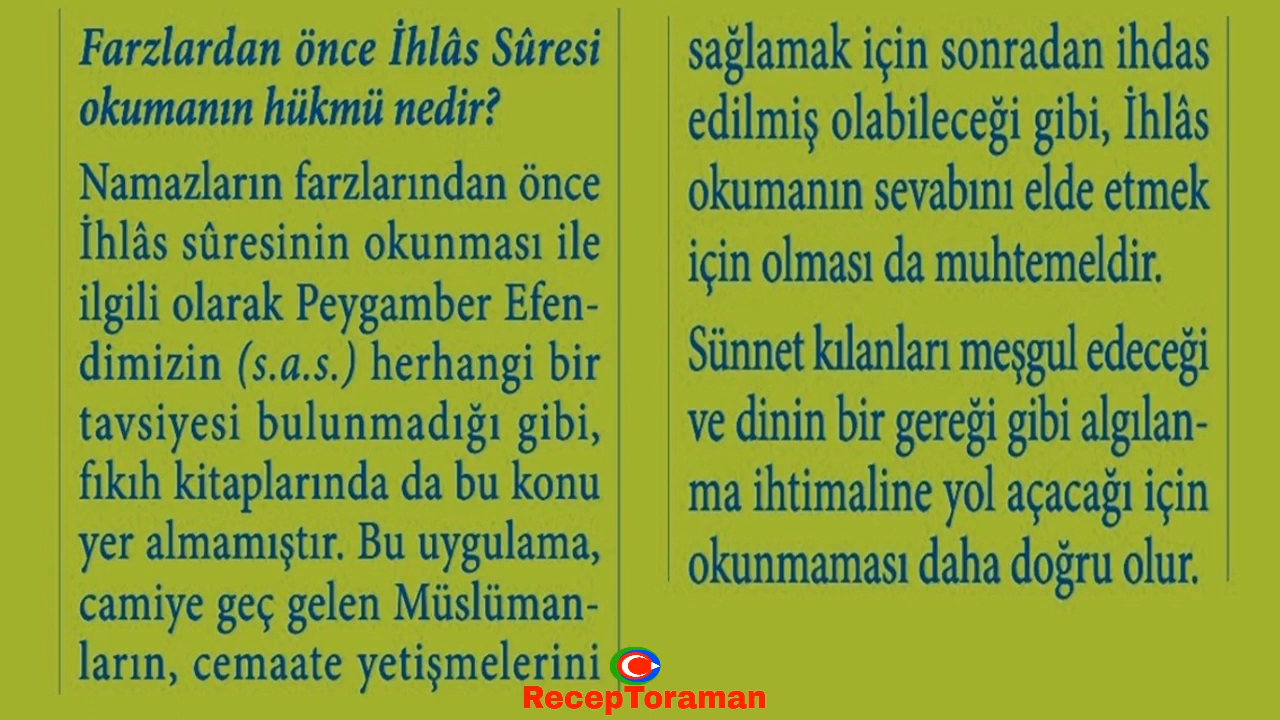 Farzlardan önce İhlâs Sûresi
okumanın hükmü nedir?
Namazların farzlarından önce
İhlâs sûresinin okunması ile
ilgili olarak Peygamber Efen-
dimizin (s.a.s.) herhangi bir
tavsiyesi bulunmadığı gibi,
fıkıh kitaplarında da bu konu
yer almamıştır. Bu uygulama,
camiye geç gelen Müslüman-
ların, cemaate yetişmelerini
sağlamak için sonradan ihdas
edilmiş olabileceği gibi, İhlâs
okumanın sevabını elde etmek
için olması da muhtemeldir.
Sünnet kılanları meşgul edeceği
ve dinin bir gereği gibi algılan-
ma ihtimaline yol açacağı için
okunmaması daha doğru olur.
RecepToraman